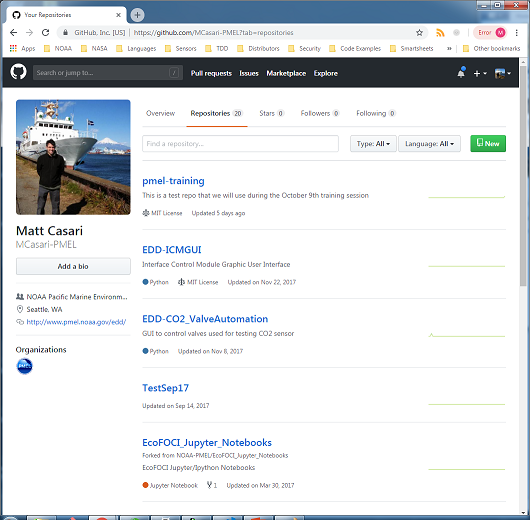 Your Repositories
GitHub, Inc. [US] | https://github.com/MCasari-PMEL?tab=repositories
Error M
Apps NOAA NASA Languages Sensors TDD Distributors Security Code Examples Smartsheets » Other bookmarks
Search or jump to... / Pull requests Issues Marketplace Explore
Overview Repositories 20 Stars 0 Followers 0 Following 0
Find a repository... Type: All Language: All New
pmel-training
This is a test repo that we will use during the October 9th training session
MIT License Updated 5 days ago
Matt Casari
MCasari-PMEL
Add a bio
NOAA Pacific Marine Environm...
Seattle, WA
http://www.pmel.noaa.gov/edd/
Organizations
PMEL
EDD-ICMGUI
Interface Control Module Graphic User Interface
Python MIT License Updated on Nov 22, 2017
EDD-CO2_ValveAutomation
GUI to control valves used for testing CO2 sensor
Python Updated on Nov 8, 2017
TestSep17
Updated on Sep 14, 2017
EcoFOCI_Jupyter_Notebooks
Forked from NOAA-PMEL/EcoFOCI_Jupyter_Notebooks
EcoFOCI Jupyter/Ipython Notebooks
Jupyter Notebook 1 Updated on Mar 30, 2017